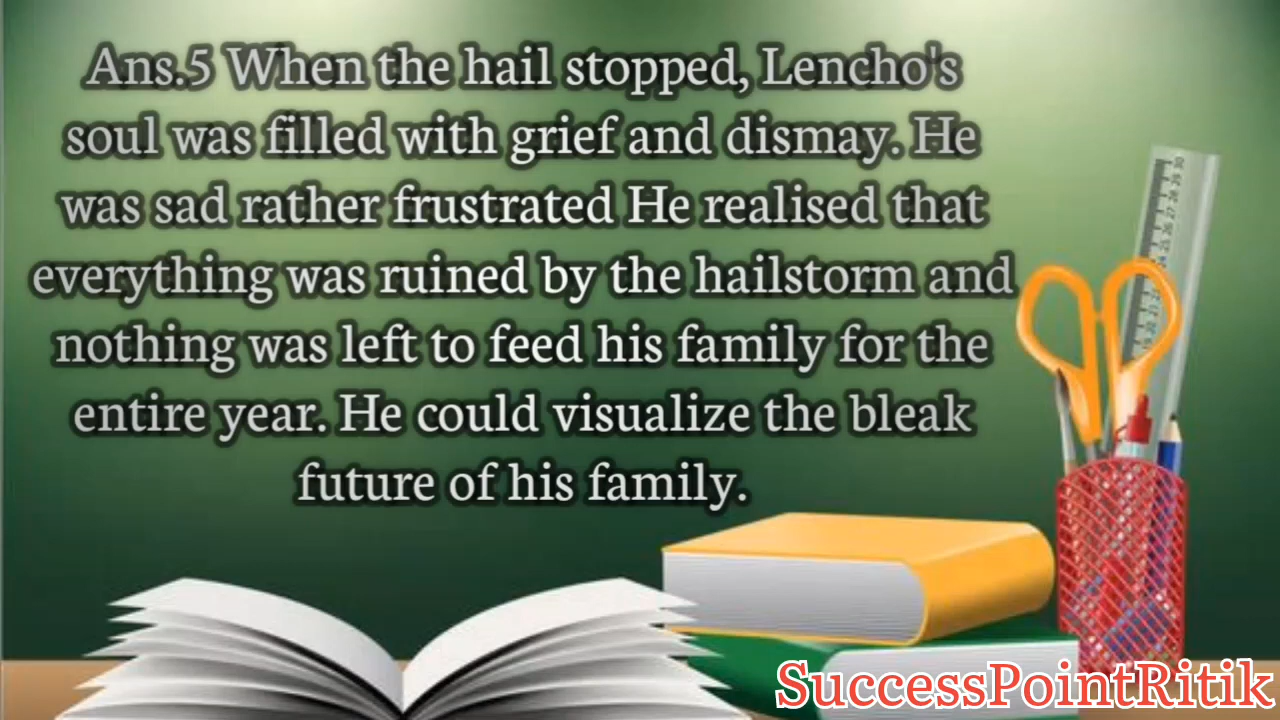 Ans.5 When the hail stopped, Lencho's
soul was filled with grief and dismay. He
was sad rather frustrated He realised that
everything was ruined by the hailstorm and
nothing was left to feed his family for the
entire year. He could visualize the bleak
future of his family.
SuccessPointRitik